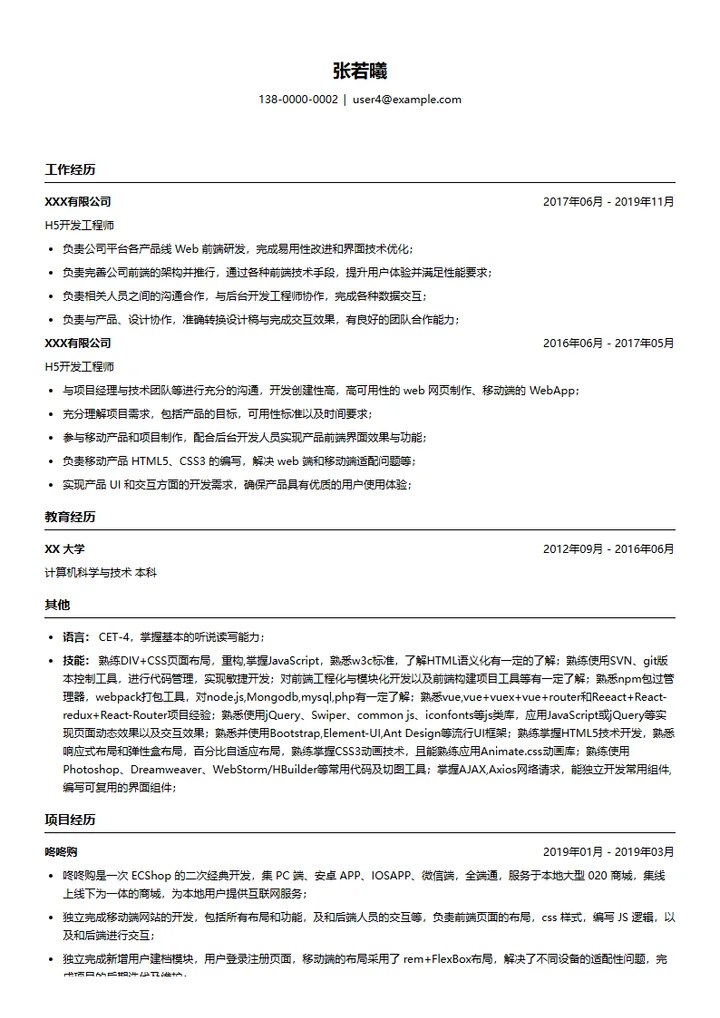 张若曦
138-0000-0002 | user4@example.com
工作经历
XXX有限公司 2017年06月 - 2019年11月
H5开发工程师
• 负责公司平台各产品线 Web 前端研发，完成易用性改进和界面技术优化；
• 负责完善公司前端的架构并推行，通过各种前端技术手段，提升用户体验并满足性能要求；
• 负责相关人员之间的沟通合作，与后台开发工程师协作，完成各种数据交互；
• 负责与产品、设计协作，准确转换设计稿与完成交互效果，有良好的团队合作能力；
XXX有限公司 2016年06月 - 2017年05月
H5开发工程师
• 与项目经理与技术团队等进行充分的沟通，开发创建性高，高可用性的 web 网页制作、移动端的 WebApp；
• 充分理解项目需求，包括产品的目标，可用性标准以及时间要求；
• 参与移动产品和项目制作，配合后台开发人员实现产品前端界面效果与功能；
• 负责移动产品 HTML5、CSS3 的编写，解决 web 端和移动端适配问题等；
• 实现产品 UI 和交互方面的开发需求，确保产品具有优质的用户使用体验；
教育经历
XX 大学 2012年09月 - 2016年06月
计算机科学与技术 本科
其他
• 语言： CET-4，掌握基本的听说读写能力；
• 技能： 熟练DIV+CSS页面布局，重构,掌握JavaScript，熟悉w3c标准，了解HTML语义化有一定的了解；熟练使用SVN、git版
本控制工具，进行代码管理，实现敏捷开发；对前端工程化与模块化开发以及前端构建项目工具等有一定了解；熟悉npm包过管
理器，webpack打包工具，对node.js,Mongodb,mysql,php有一定了解；熟悉vue,vue+vuex+vue+router和Reeact+React-
redux+React-Router项目经验；熟悉使用jQuery、Swiper、common js、iconfonts等js类库，应用JavaScript或jQuery等实
现页面动态效果以及交互效果；熟悉并使用Bootstrap,Element-UI,Ant Design等流行UI框架；熟练掌握HTML5技术开发，熟悉
响应式布局和弹性盒布局，百分比自适应布局，熟练掌握CSS3动画技术，且能熟练应用Animate.css动画库；熟练使用
Photoshop、Dreamweaver、WebStorm/HBuilder等常用代码及切图工具；掌握AJAX,Axios网络请求，能独立开发常用组件,
编写可复用的界面组件；
项目经历
咚咚购 2019年01月 - 2019年03月
• 咚咚购是一次 ECShop 的二次经典开发，集 PC 端、安卓 APP、IOSAPP、微信端，全端通，服务于本地大型 020 商城，集线
上线下为一体的商城，为本地用户提供互联网服务；
• 独立完成移动端网站的开发，包括所有布局和功能，及和后端人员的交互等，负责前端页面的布局，css 样式，编写 JS 逻辑，以
及和后端进行交互；
• 独立完成新增用户建档模块，用户登录注册页面，移动端的布局采用了 rem+FlexBox布局，解决了不同设备的适配性问题，完
成项目的后期迭代及维护；